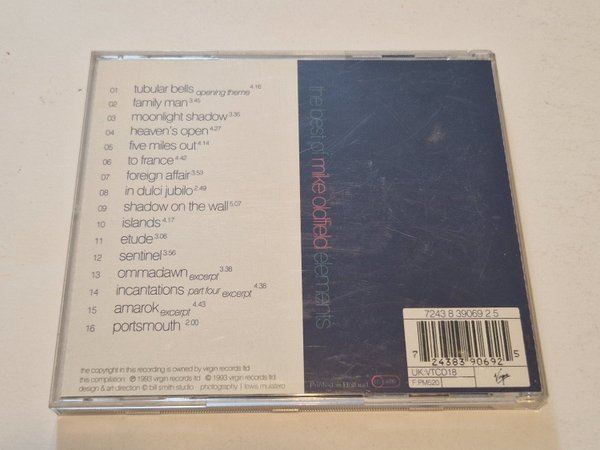 01 tubular bells opening theme 4.16
02 family man 3.45
03 moonlight shadow 3.36
04 heaven's open 4.27
05 five miles out 4.14
06 to france 4.42
07 foreign affair 3.53
08 in dulci jubilo 2.49
09 shadow on the wall 5.07
10 islands 4.17
11 etude 3.06
12 sentinel 3.56
13 ommadawn excerpt 3.38
14 incantations part four excerpt 4.38
15 amarok excerpt 4.43
16 portsmouth 2.00
the copyright in this recording is owned by virgin records ltd
this compilation: ℗ 1993 virgin records ltd © 1993 virgin records ltd
design & art direction © bill smith studio · photography | lewis mulatero
the best of mike oldfield elements
Printed in Holland
7243 8 39069 2 5
7 24383 90692 5
UK:VTCD18
F:PM520
Virgin